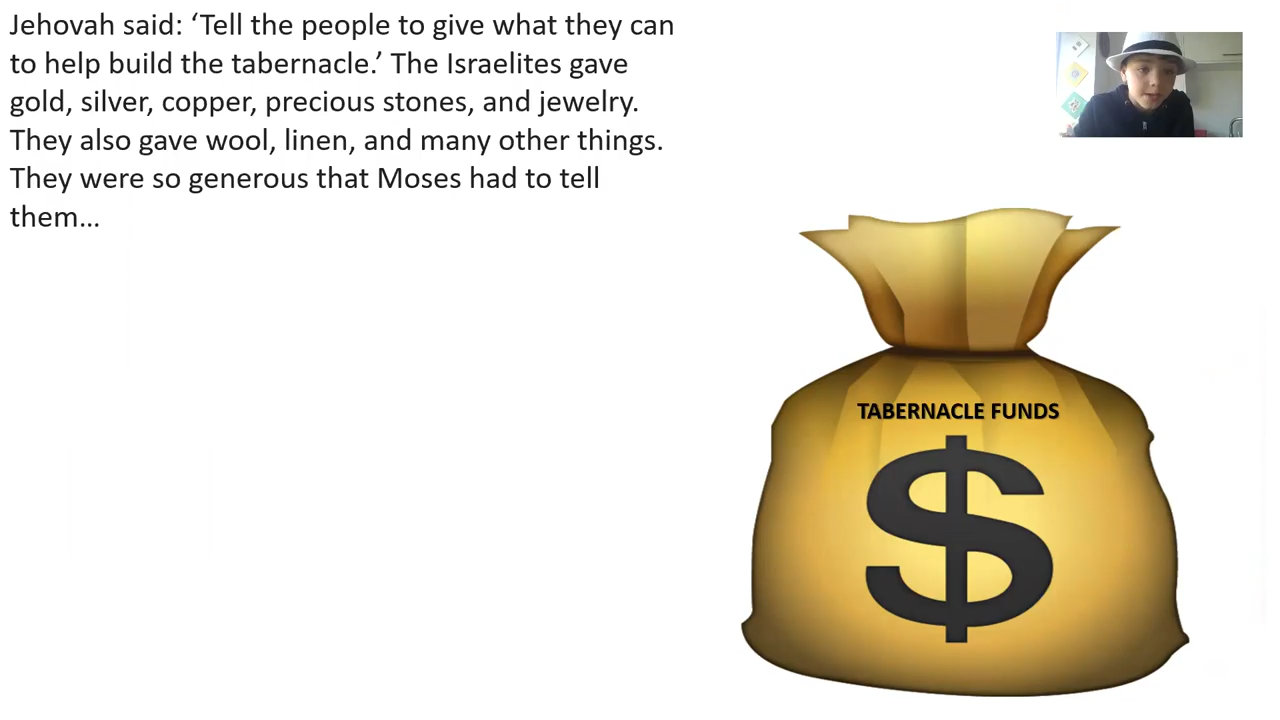 Jehovah said: ‘Tell the people to give what they can
to help build the tabernacle.’ The Israelites gave
gold, silver, copper, precious stones, and jewelry.
They also gave wool, linen, and many other things.
They were so generous that Moses had to tell
them…
TABERNACLE FUNDS
$